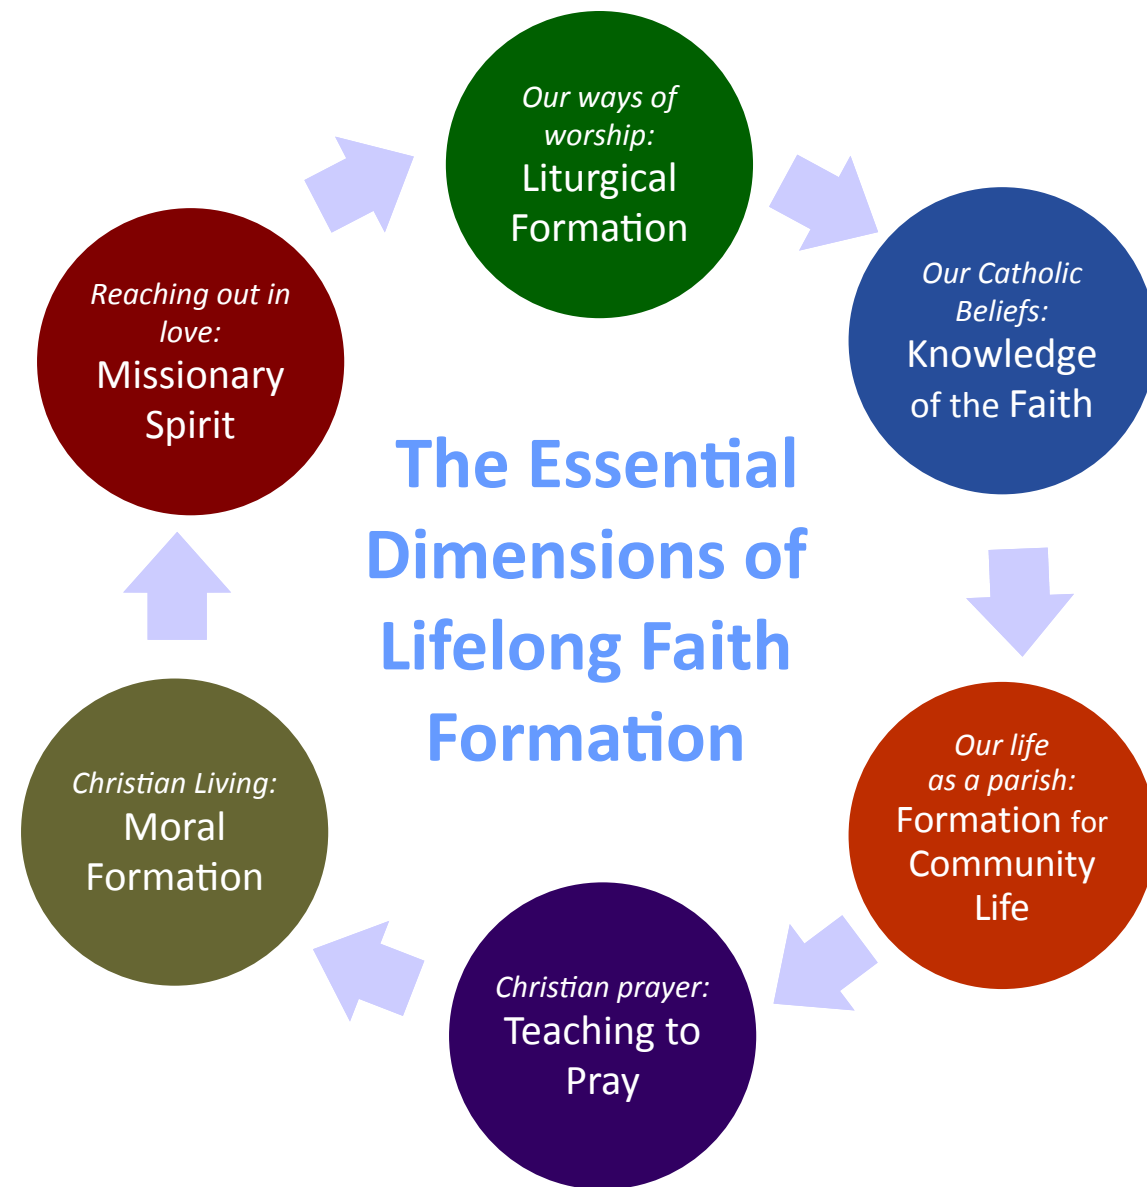 Our ways of
worship:
Liturgical
Formation
Our Catholic
Beliefs:
Knowledge
of the Faith
Our life
as a parish:
Formation for
Community
Life
Christian prayer:
Teaching to
Pray
Christian Living:
Moral
Formation
Reaching out in
love:
Missionary
Spirit
The Essential
Dimensions of
Lifelong Faith
Formation